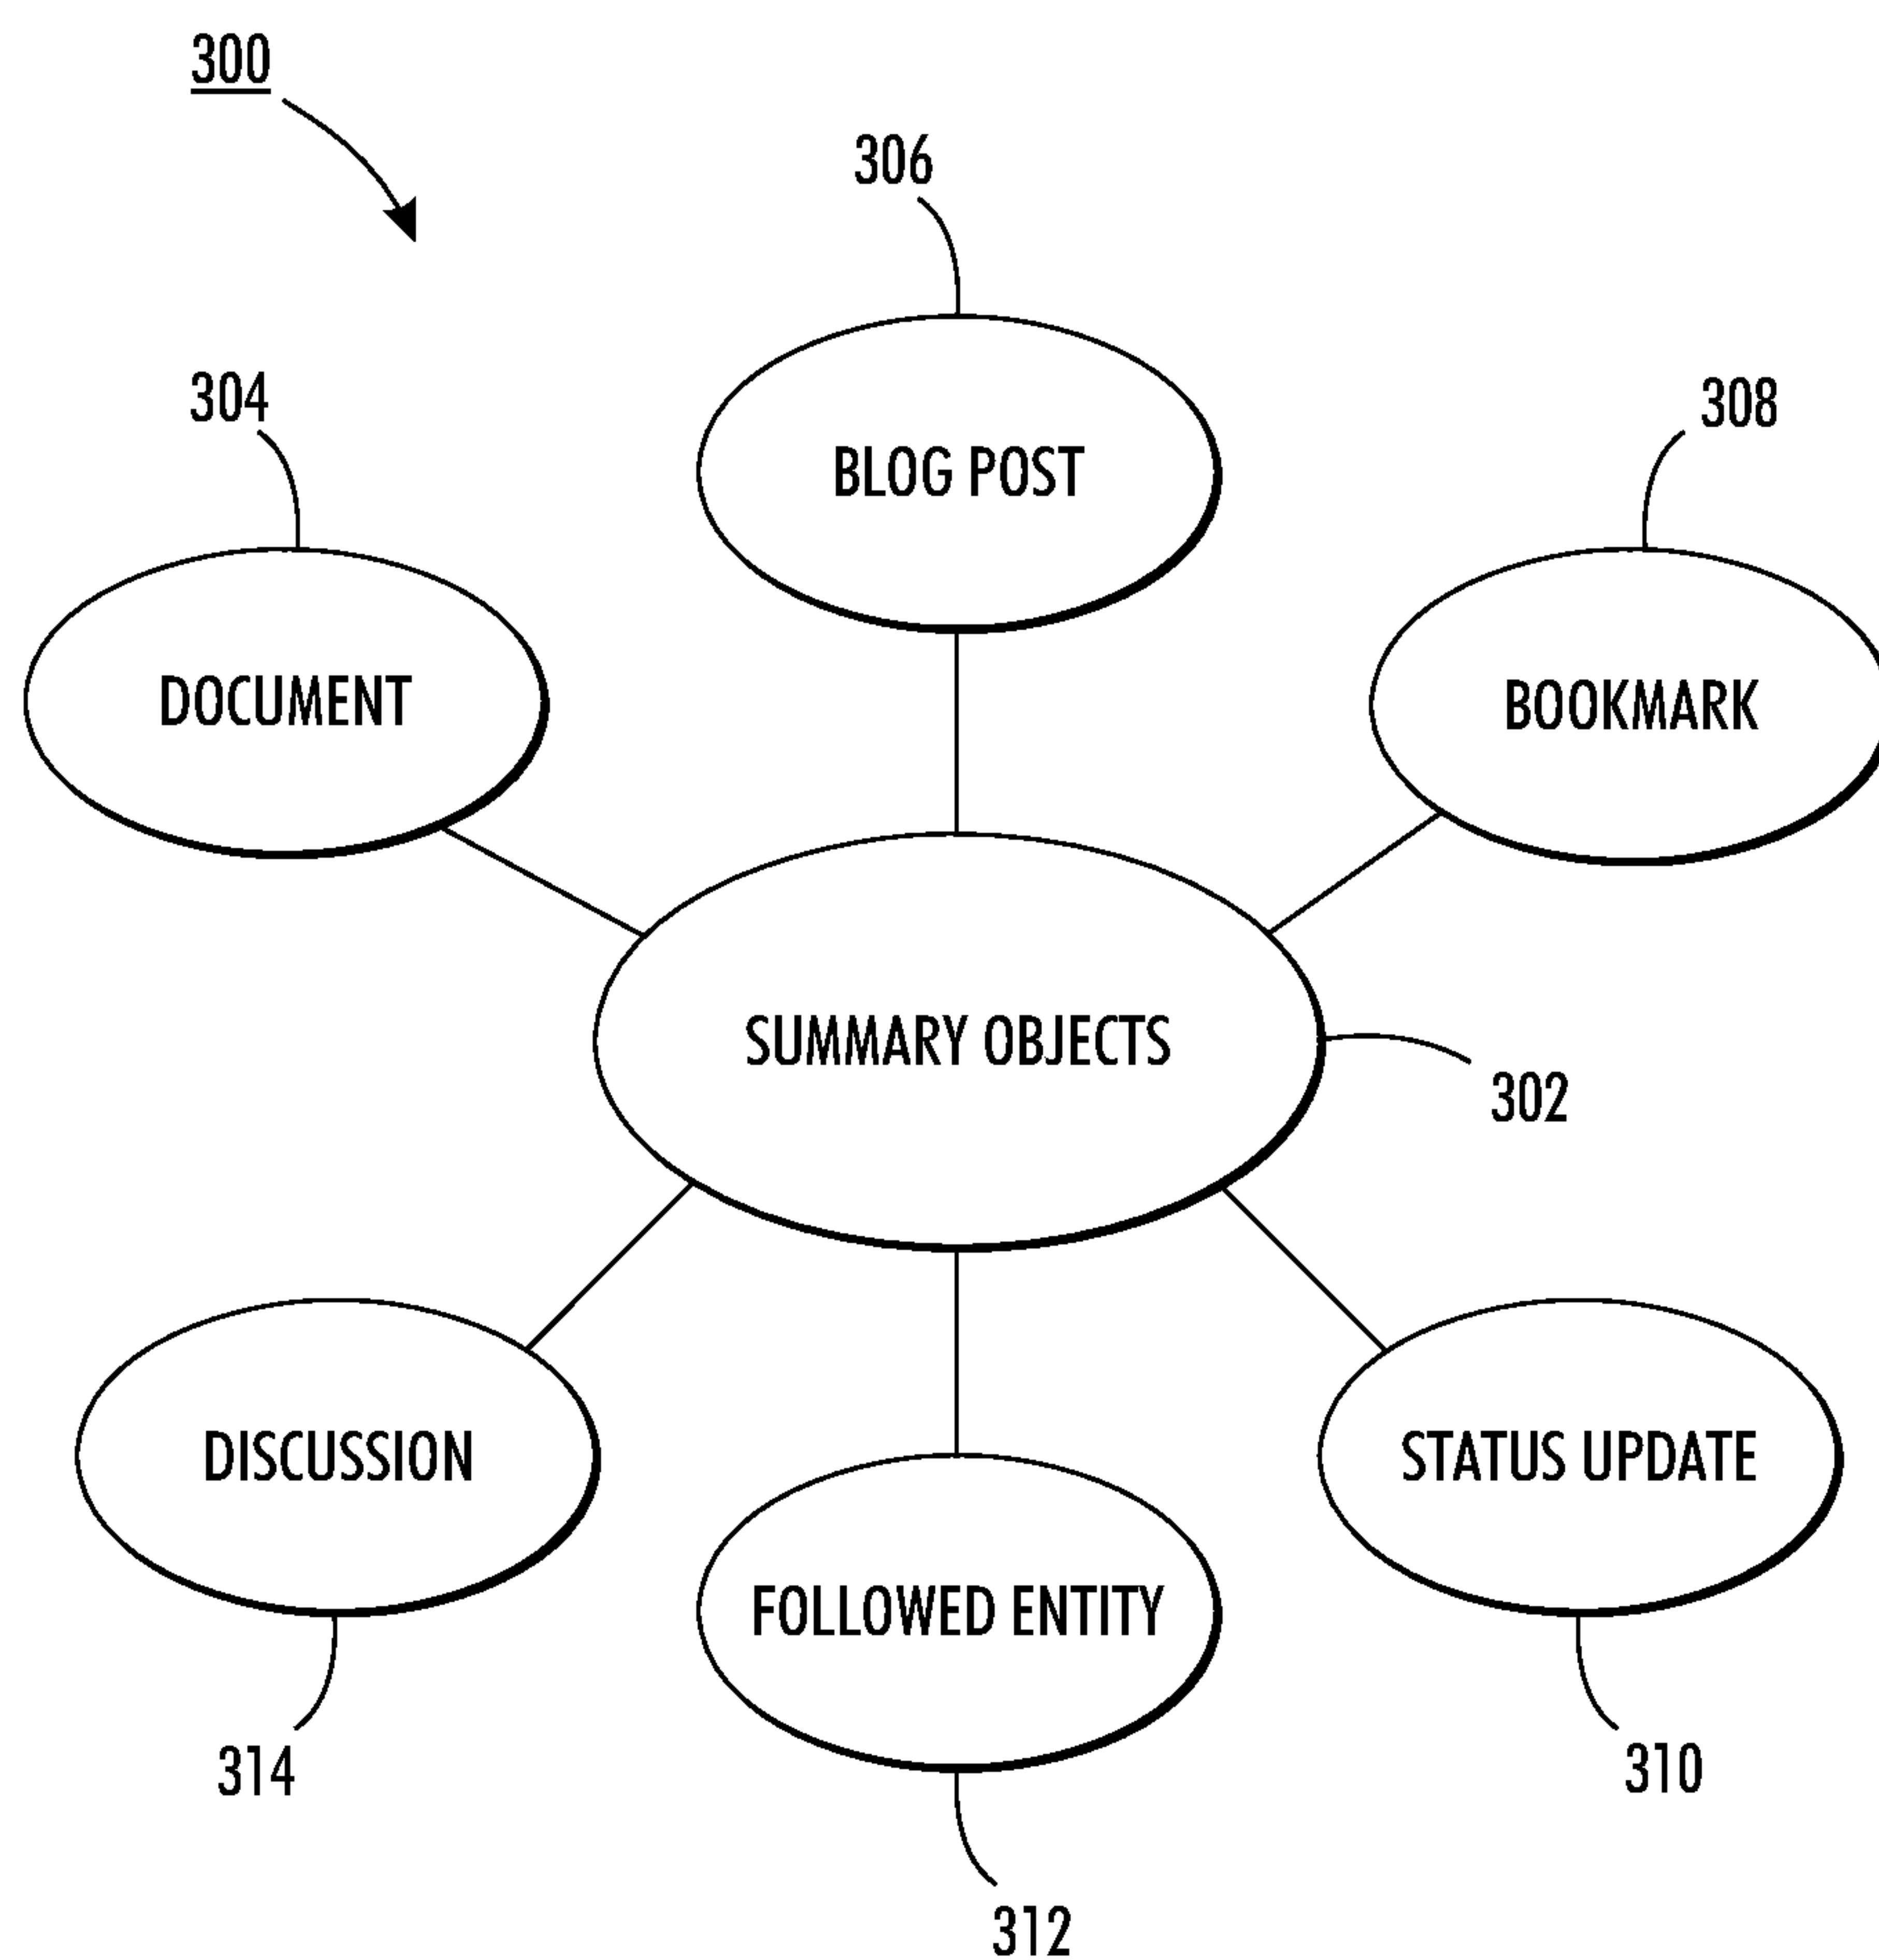 300
306
304
308
BLOG POST
DOCUMENT
BOOKMARK
SUMMARY OBJECTS
302
DISCUSSION
STATUS UPDATE
FOLLOWED ENTITY
314
310
312